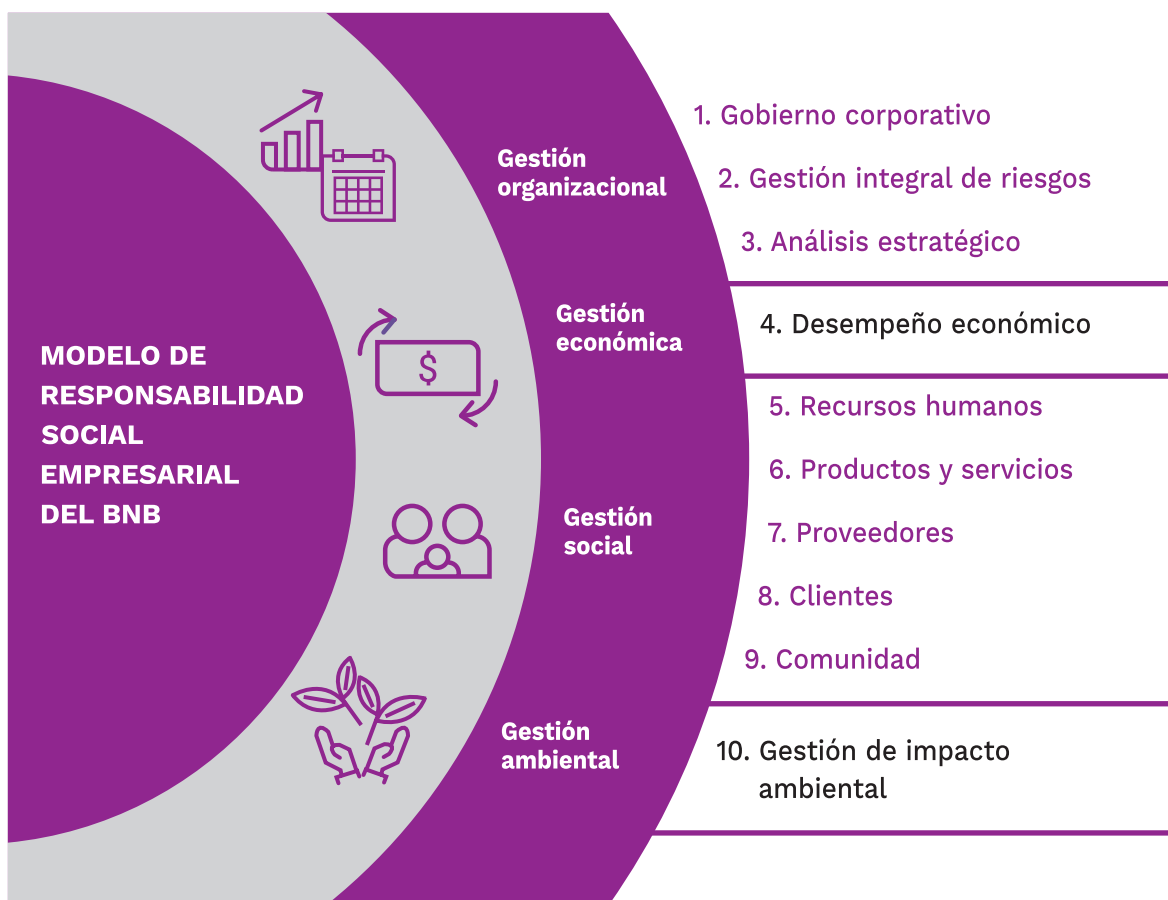 MODELO DE
RESPONSABILIDAD
SOCIAL
EMPRESARIAL
DEL BNB
Gestión
organizacional
1. Gobierno corporativo
2. Gestión integral de riesgos
3. Análisis estratégico
Gestión
económica
$
4. Desempeño económico
Gestión
social
5. Recursos humanos
6. Productos y servicios
7. Proveedores
8. Clientes
9. Comunidad
Gestión
ambiental
10. Gestión de impacto
ambiental